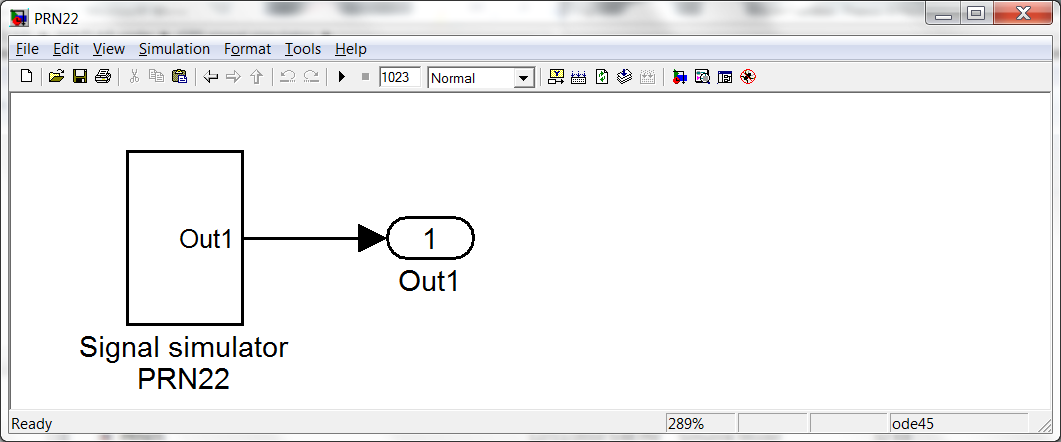 PRN22
File Edit View Simulation Format Tools Help
1023 Normal
Out1
1
Out1
Signal simulator
PRN22
Ready 289% ode45